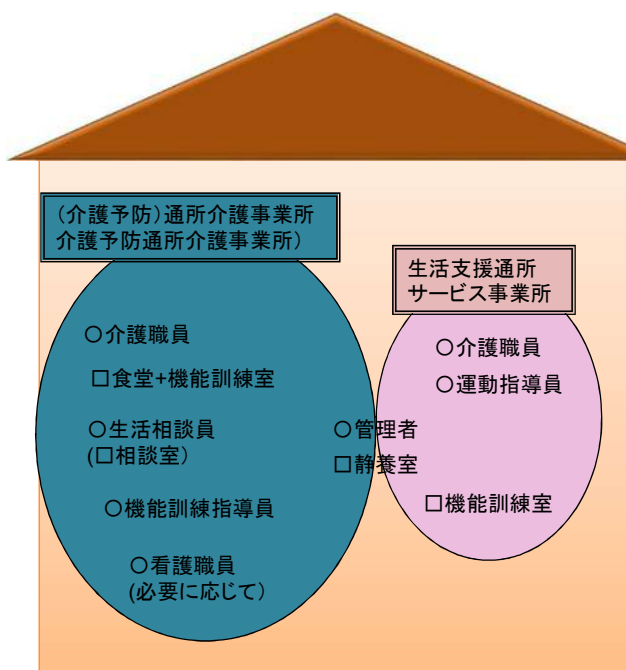 （介護予防）通所介護事業所
介護予防通所介護事業所）
生活支援通所
サービス事業所
○介護職員
□食堂+機能訓練室
○生活相談員
(□相談室）
○機能訓練指導員
○看護職員
(必要に応じて）
○管理者
□静養室
○介護職員
○運動指導員
□機能訓練室